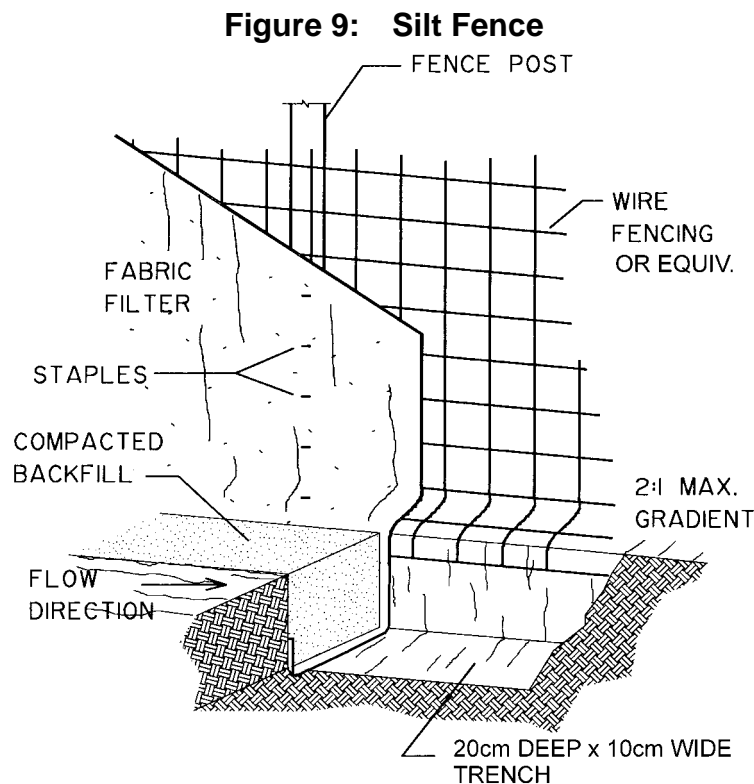 Figure 9: Silt Fence
FENCE POST
WIRE
FENCING
OR EQUIV.
FABRIC
FILTER
STAPLES
COMPACTED
BACKFILL
2:1 MAX.
GRADIENT
FLOW
DIRECTION
20cm DEEP x 10cm WIDE
TRENCH